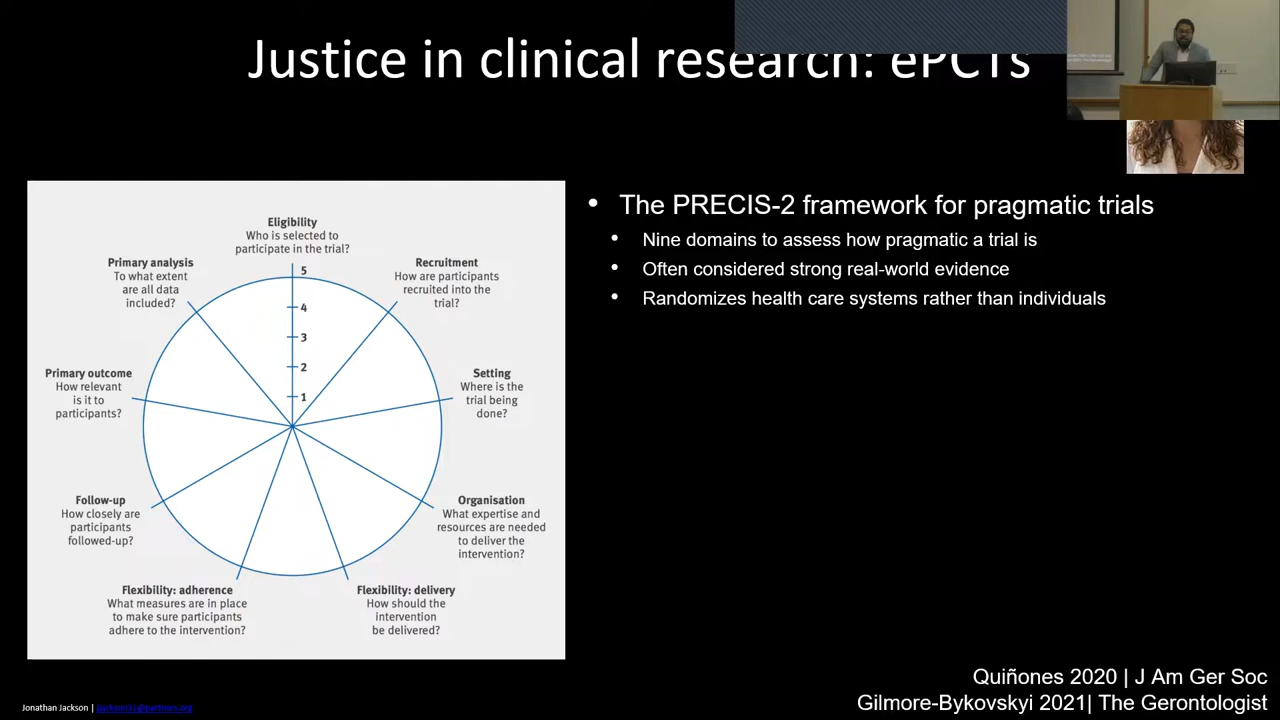 Justice in clinical research: ePCTs
Eligibility
Who is selected to
participate in the trial?
Primary analysis
To what extent
are all data
included?
Recruitment
How are participants
recruited into the
trial?
5
4
3
2
1
Primary outcome
How relevant
is it to
participants?
Setting
Where is the
trial being
done?
Follow-up
How closely are
participants
followed-up?
Organisation
What expertise and
resources are needed
to deliver the
intervention?
Flexibility: adherence
What measures are in place
to make sure participants
adhere to the intervention?
Flexibility: delivery
How should the
intervention
be delivered?
• The PRECIS-2 framework for pragmatic trials
• Nine domains to assess how pragmatic a trial is
• Often considered strong real-world evidence
• Randomizes health care systems rather than individuals
Quiñones 2020 | J Am Ger Soc
Gilmore-Bykovskyi 2021| The Gerontologist
Jonathan Jackson |